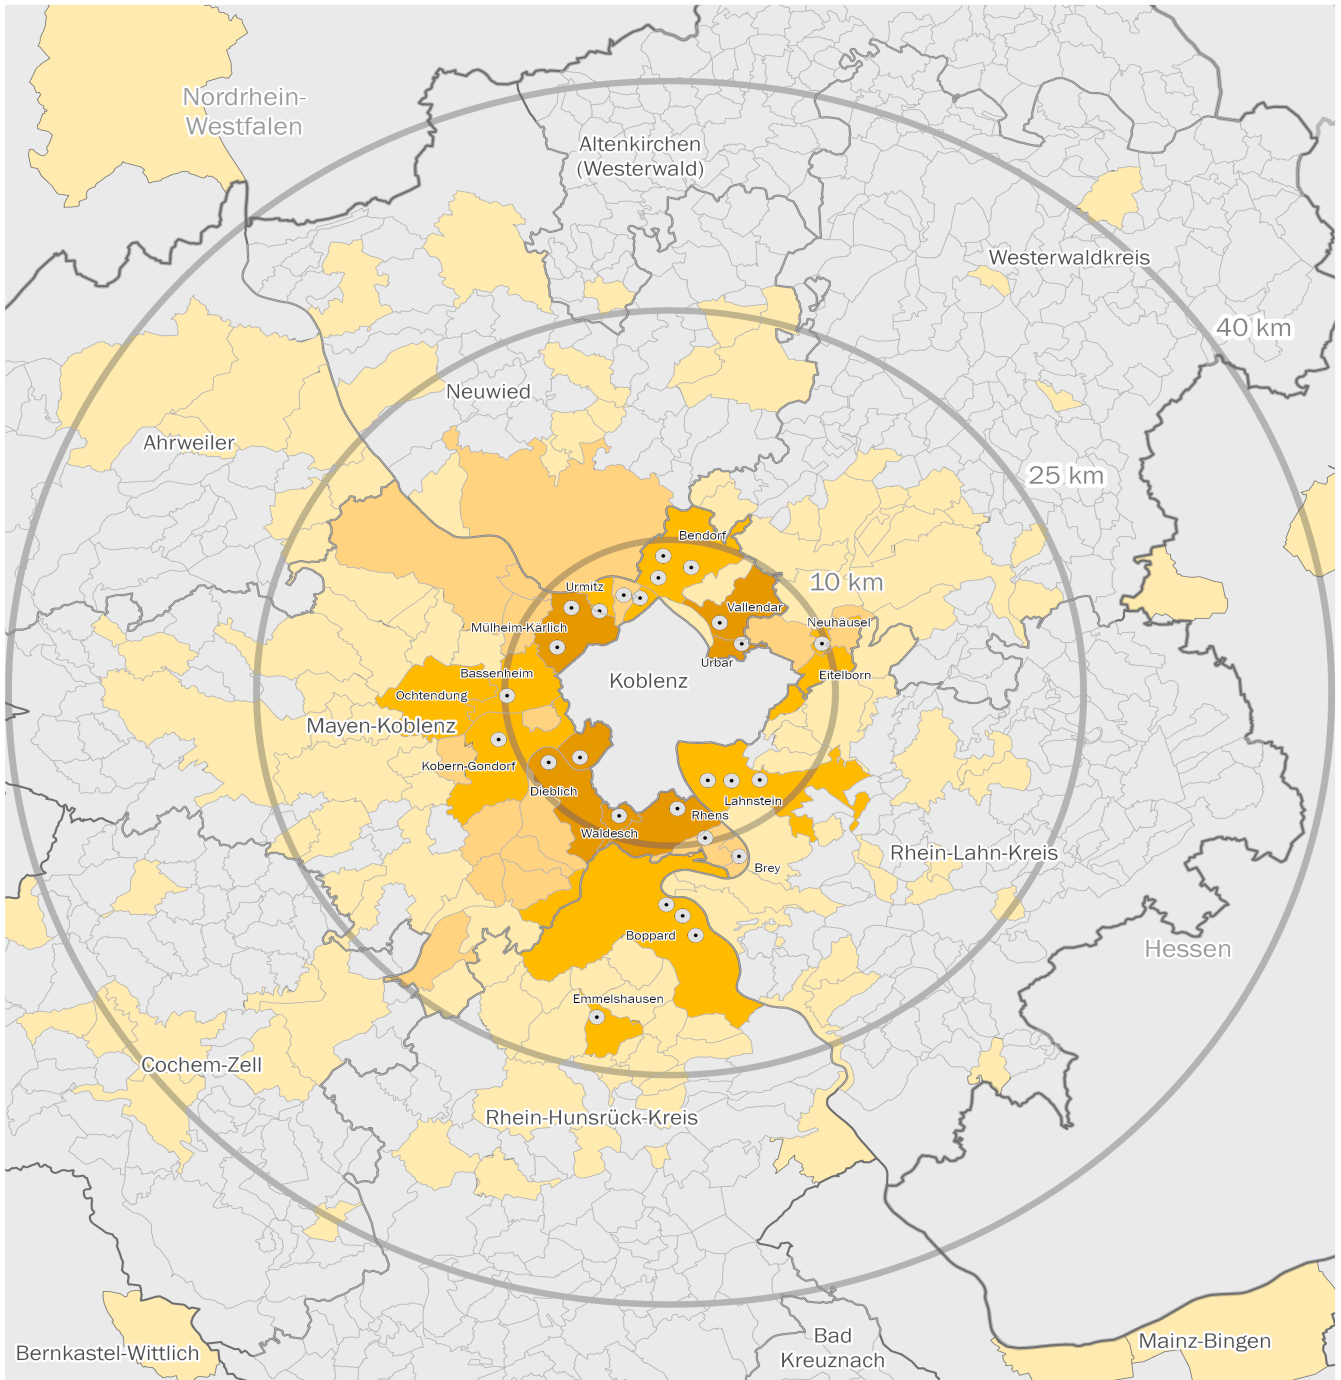 Nordrhein-
Westfalen
Altenkirchen
(Westerwald)
Westerwaldkreis
40 km
Neuwied
Ahrweiler
25 km
Bendorf
10 km
Urmitz
Vallendar
Mülheim-Kärlich
Neuhäusel
Urbar
Bassenheim
Eitelborn
Koblenz
Ochtendung
Mayen-Koblenz
Kobern-Gondorf
Dieblich
Lahnstein
Rhens
Waldesch
Rhein-Lahn-Kreis
Brey
Boppard
Hessen
Emmelshausen
Cochem-Zell
Rhein-Hunsrück-Kreis
Bernkastel-Wittlich
Bad
Kreuznach
Mainz-Bingen